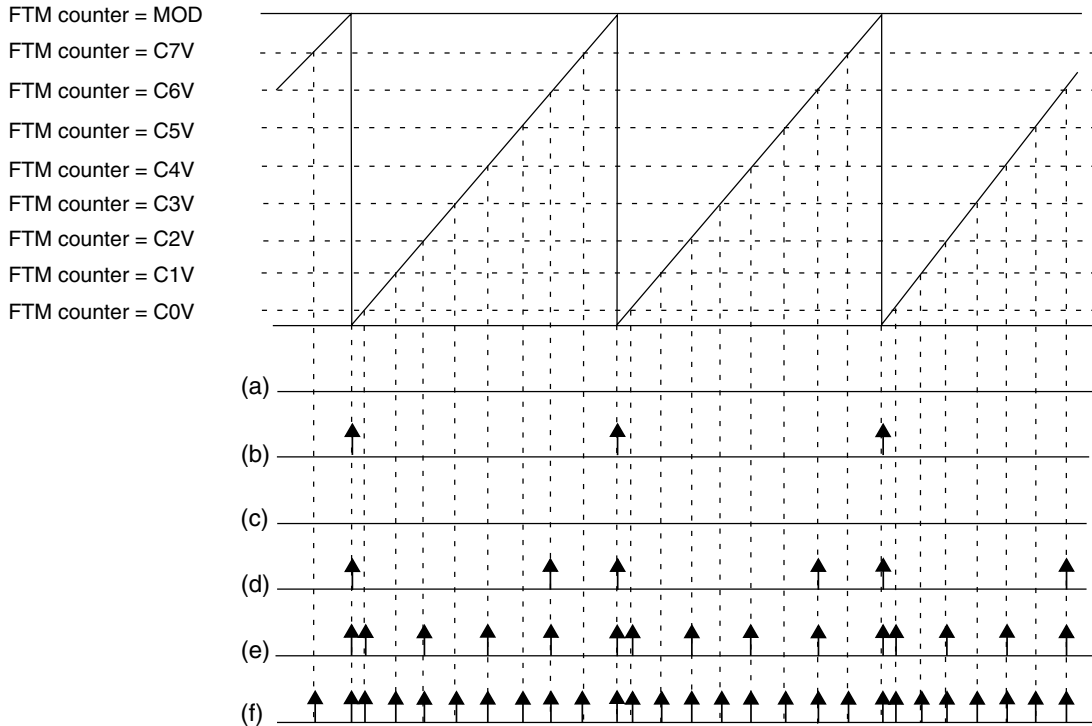 FTM counter = MOD
FTM counter = C7V
FTM counter = C6V
FTM counter = C5V
FTM counter = C4V
FTM counter = C3V
FTM counter = C2V
FTM counter = C1V
FTM counter = C0V
(a)
(b)
(c)
(d)
(e)
(f)